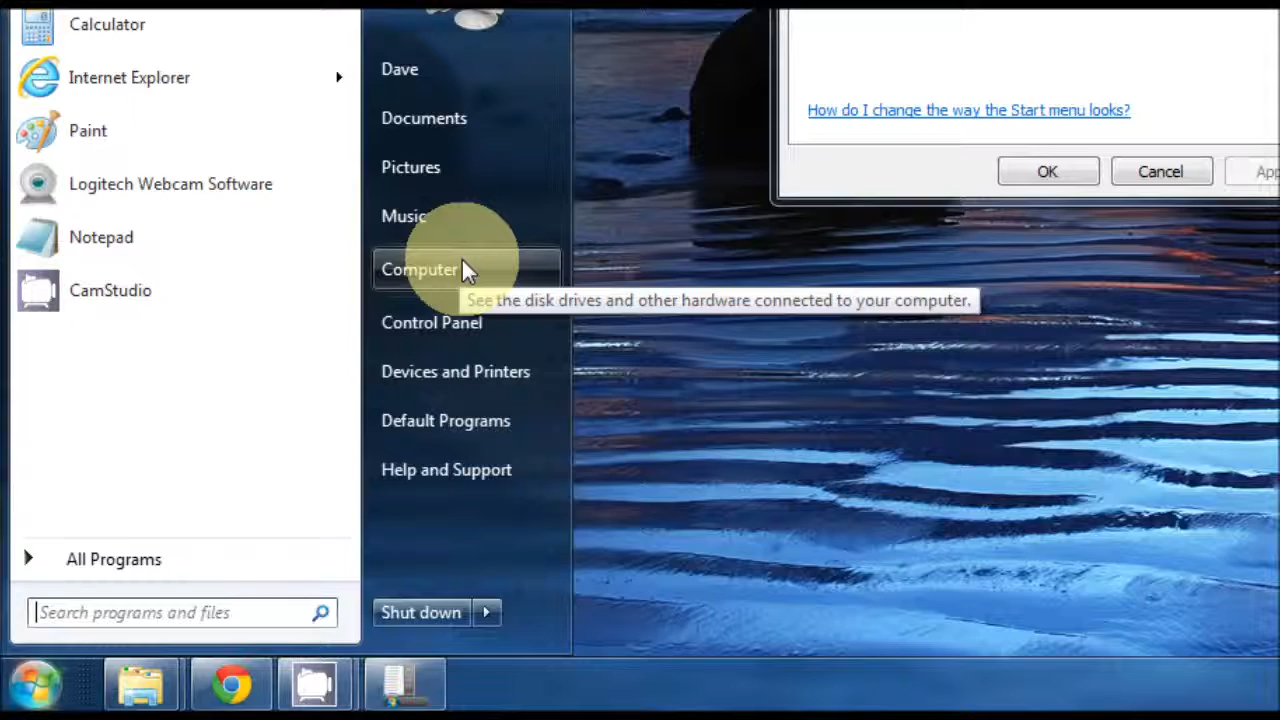 Calculator
Internet Explorer
Paint
Logitech Webcam Software
Notepad
CamStudio
All Programs
Search programs and files
Dave
Documents
Pictures
Music
Computer
See the disk drives and other hardware connected to your computer.
Control Panel
Devices and Printers
Default Programs
Help and Support
Shut down
How do I change the way the Start menu looks?
OK
Cancel
App